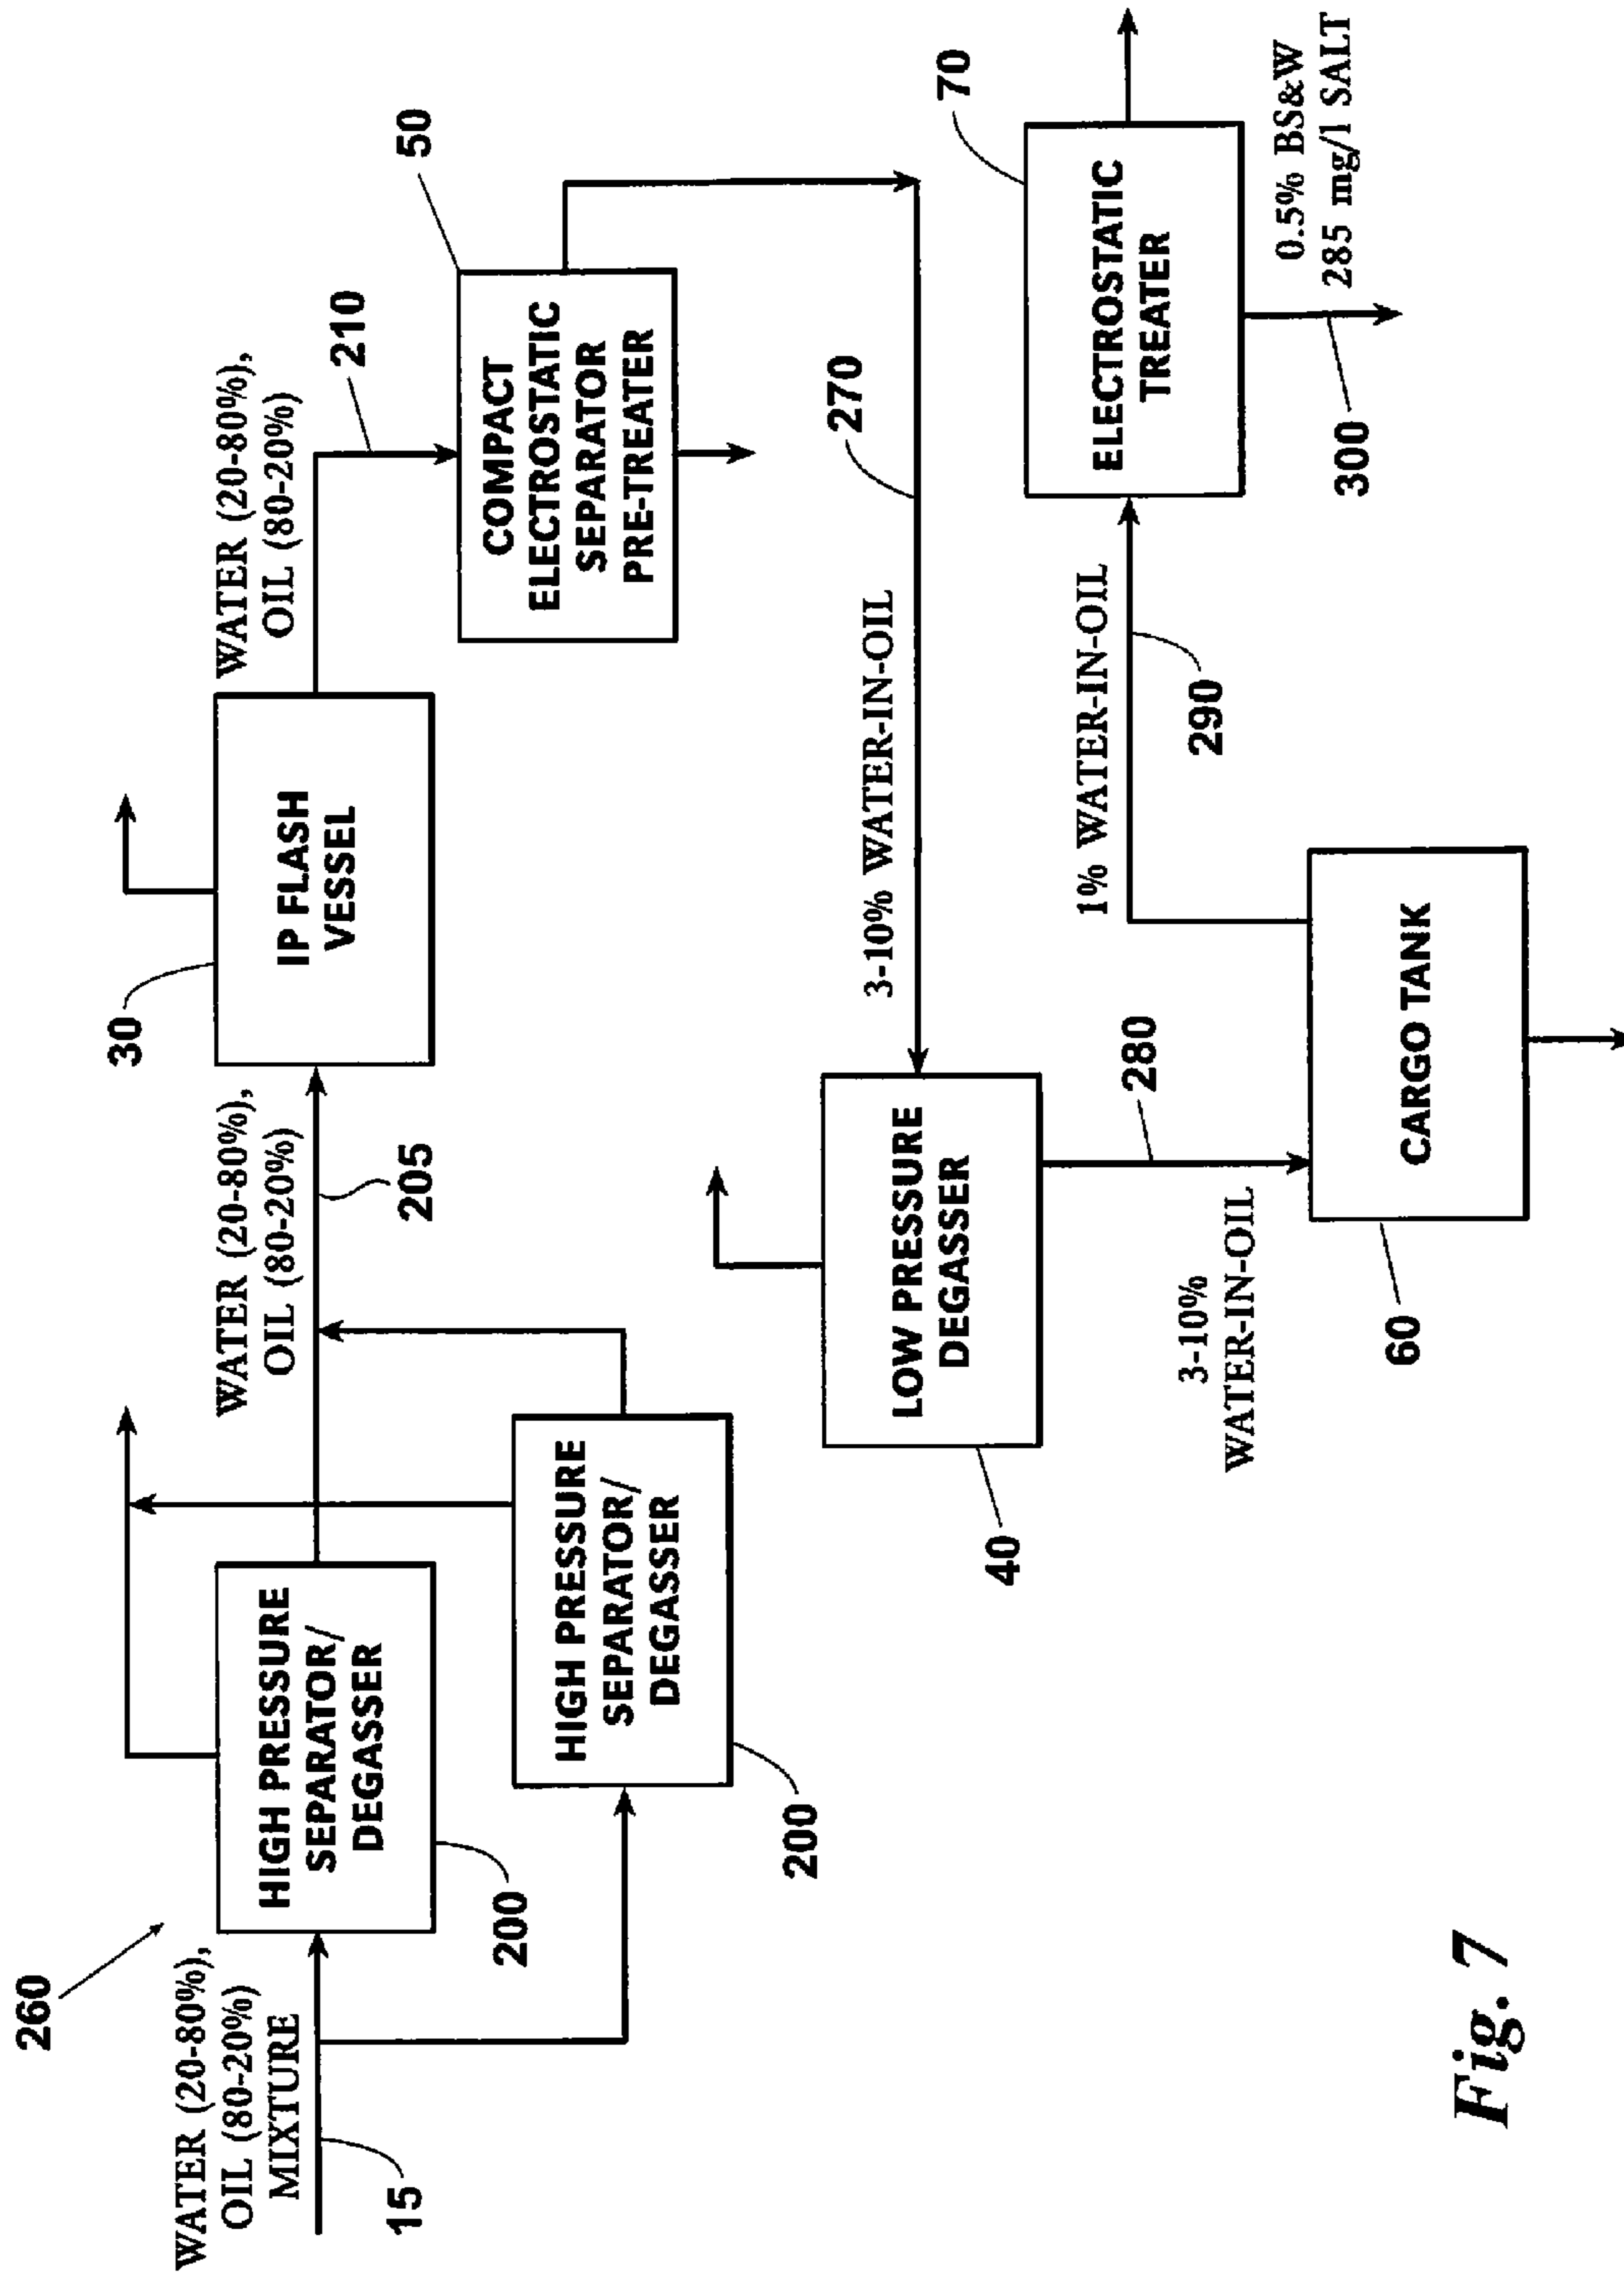 260
WATER (20-80%),
OIL (80-20%)
MIXTURE
15
HIGH PRESSURE
SEPARATOR/
DEGASSER
200
HIGH PRESSURE
SEPARATOR/
DEGASSER
200
WATER (20-80%),
OIL (80-20%)
205
30
IP FLASH
VESSEL
WATER (20-80%),
OIL (80-20%)
210
50
COMPACT
ELECTROSTATIC
SEPARATOR
PRE-TREATER
3-10% WATER-IN-OIL
270
LOW PRESSURE
DEGASSER
40
280
3-10%
WATER-IN-OIL
60
CARGO TANK
1% WATER-IN-OIL
290
70
ELECTROSTATIC
TREATER
300
0.5% BS&W
285 mg/l SALT
Fig. 7